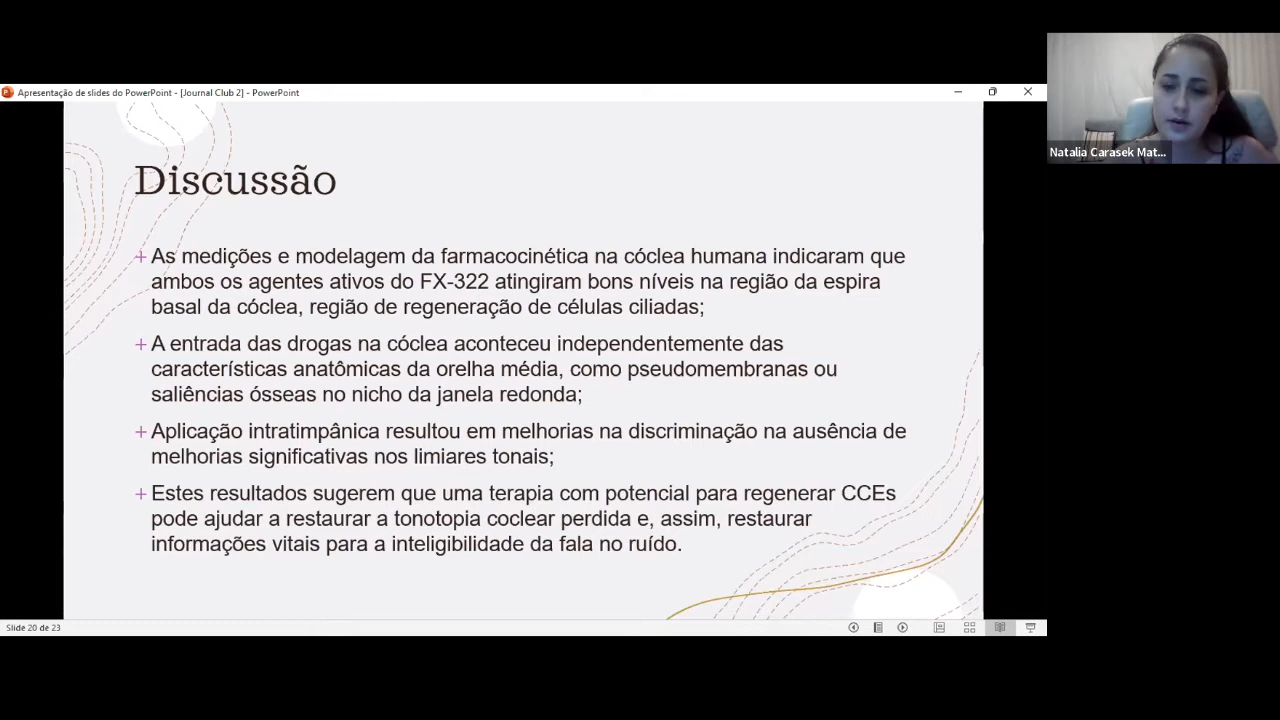 Apresentação de slides do PowerPoint - [Journal Club 2] - PowerPoint
Natalia Carasek Mat...
Discussão
+ As medições e modelagem da farmacocinética na cóclea humana indicaram que
ambos os agentes ativos do FX-322 atingiram bons níveis na região da espira
basal da cóclea, região de regeneração de células ciliadas;
+ A entrada das drogas na cóclea aconteceu independentemente das
características anatômicas da orelha média, como pseudomembranas ou
saliências ósseas no nicho da janela redonda;
+ Aplicação intratimpânica resultou em melhorias na discriminação na ausência de
melhorias significativas nos limiares tonais;
+ Estes resultados sugerem que uma terapia com potencial para regenerar CCEs
pode ajudar a restaurar a tonotopia coclear perdida e, assim, restaurar
informações vitais para a inteligibilidade da fala no ruído.
Slide 20 de 23